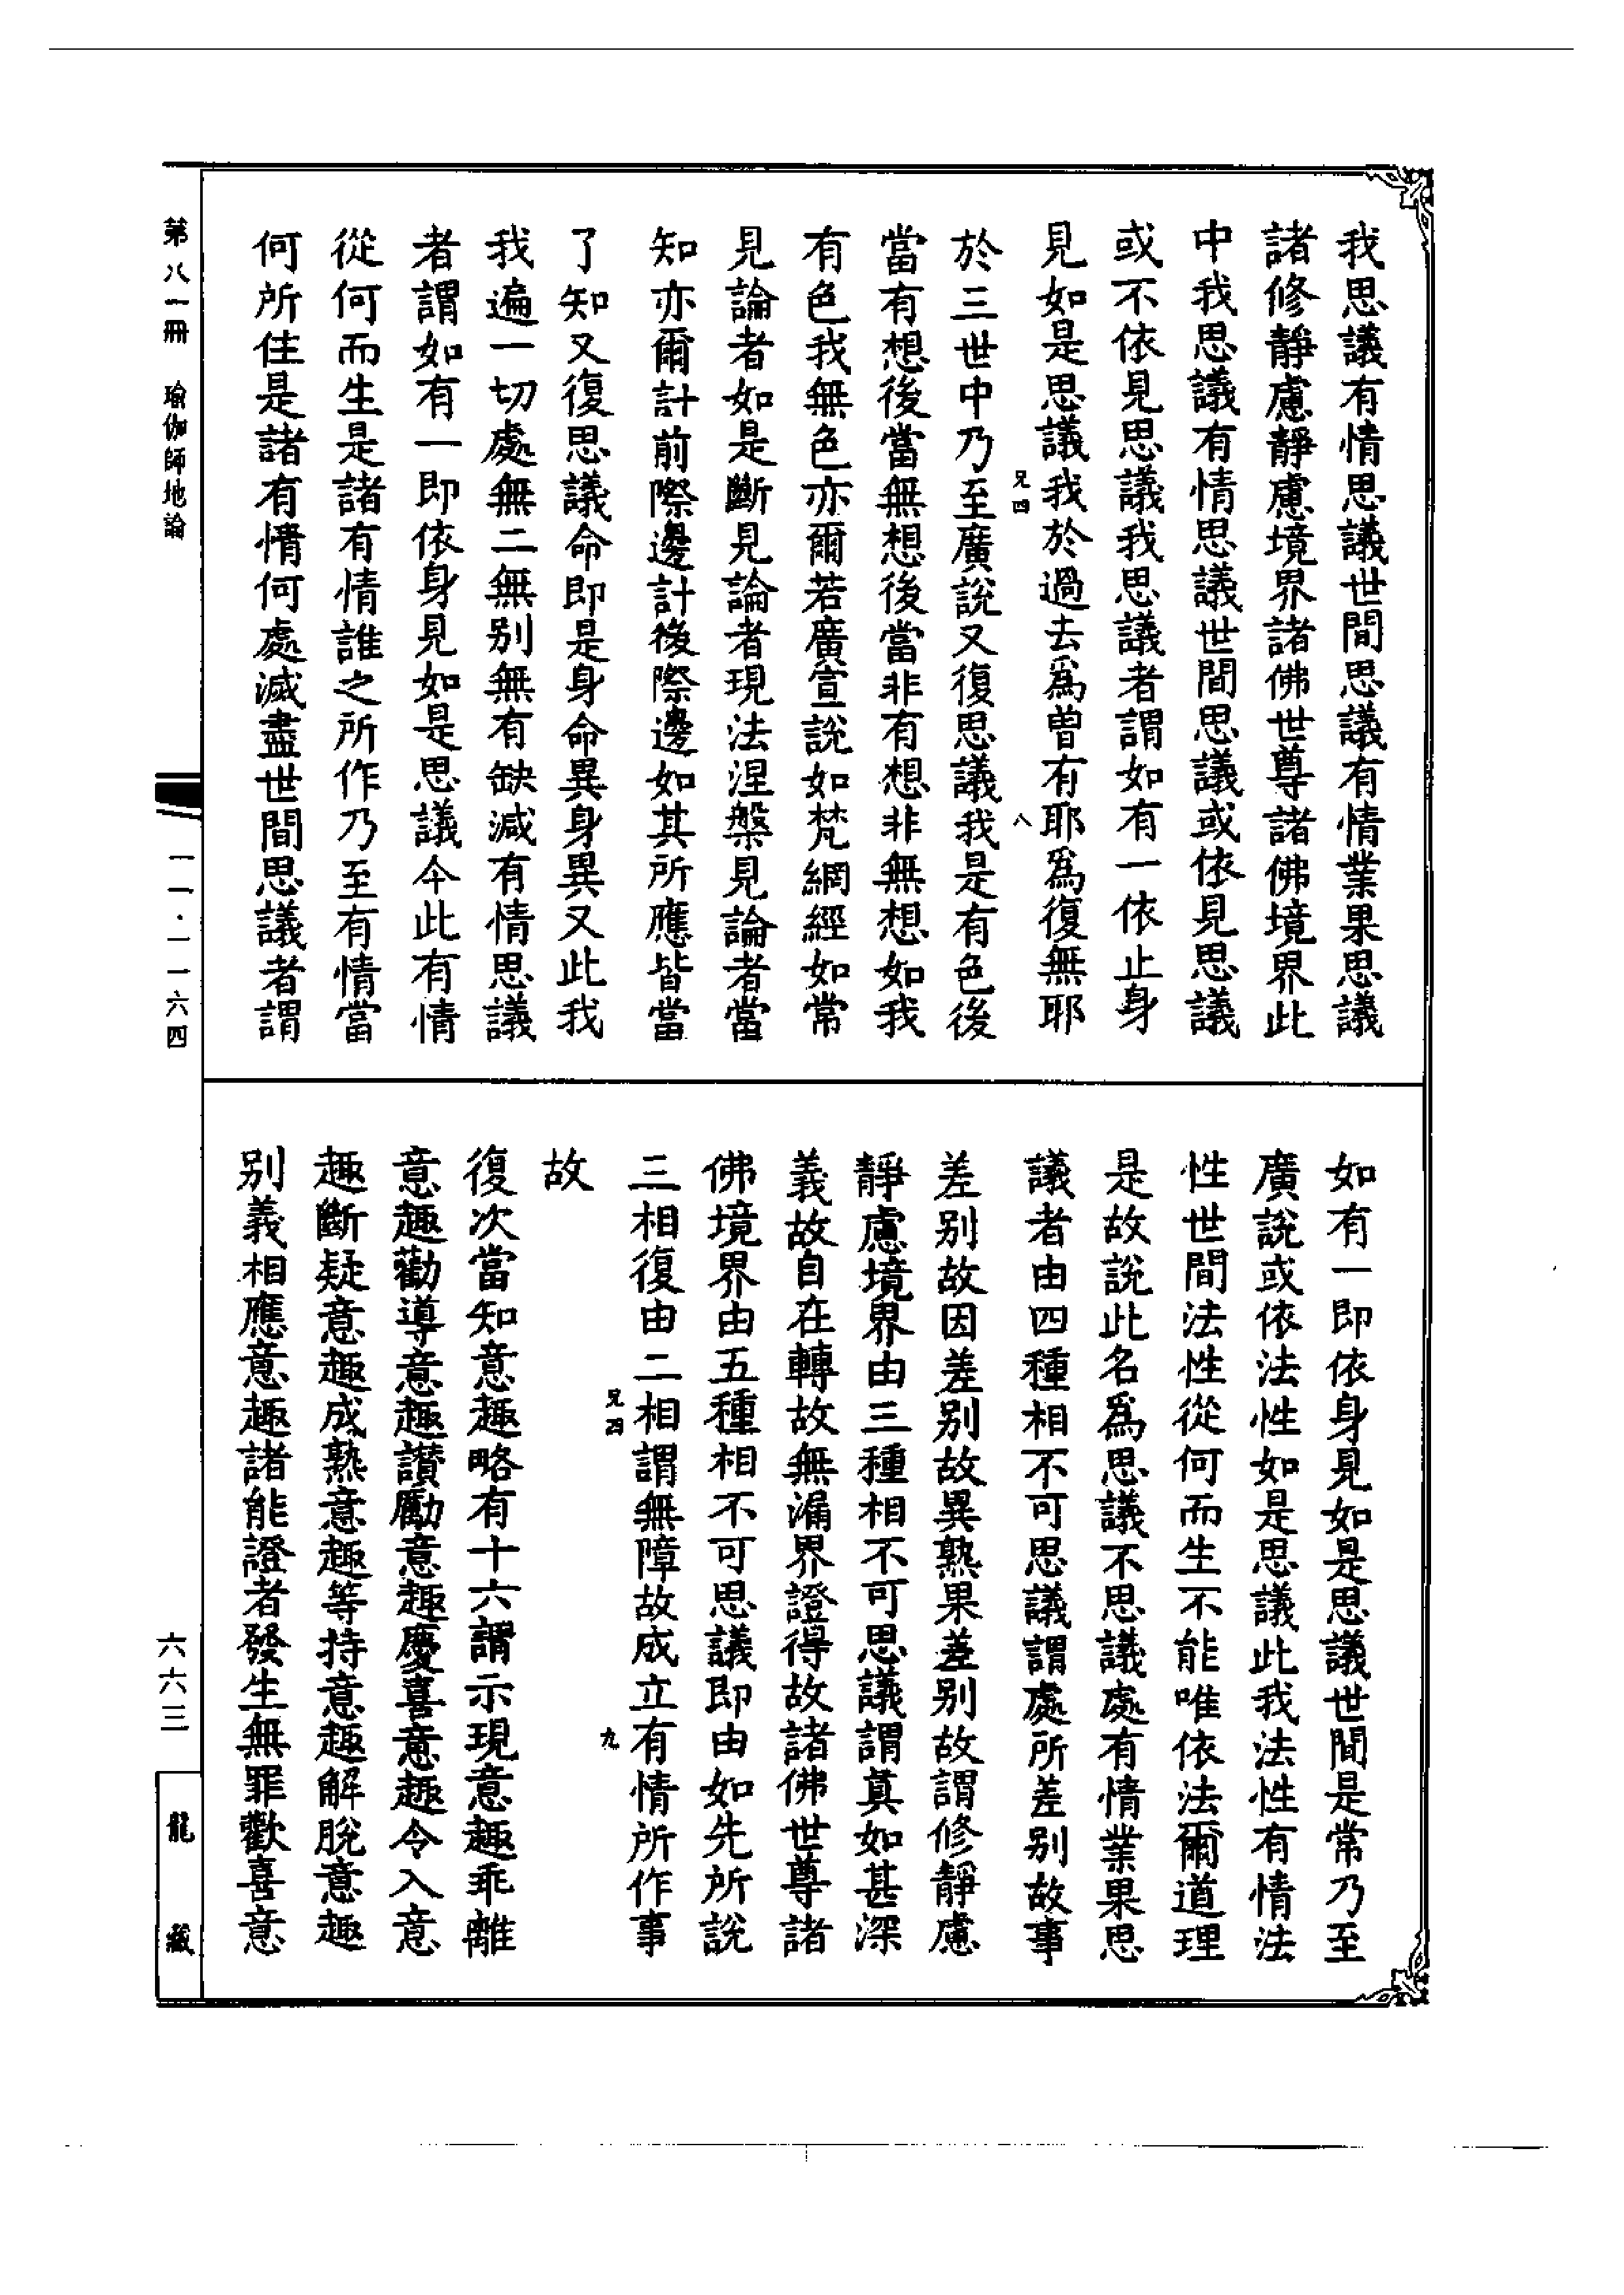 我思議有情思議世間思議有情業果思議
諸修靜慮靜慮境界諸佛世尊諸佛境界此
中我思議有情思議世間思議或依見思議
或不依見思議我思議者謂如有一依止身
見如是思議我於過去爲曾有耶爲復無耶
兄四
八
於三世中乃至廣說又復思議我是有色後
當有想後當無想後當非有想非無想如我
有色我無色亦爾若廣宣說如梵網經如常
見論者如是斷見論者現法涅槃見論者當
知亦爾計前際邊計後際邊如其所應皆當
了知又復思議命即是身命異身異又此我
我遍一切處無二無別無有缺減有情思議
者謂如有一即依身見如是思議今此有情
從何而生是諸有情誰之所作乃至有情當
何所住是諸有情何處滅盡世間思議者謂
如有一即依身見如是思議世間是常乃至
廣說或依法性如是思議此我法性有情法
性世間法性從何而生不能唯依法爾道理
是故說此名爲思議不思議處有情業果思
議者由四種相不可思議謂處所差別故事
差別故因差別故異熟果差別故謂修靜慮
靜慮境界由三種相不可思議謂真如甚深
義故自在轉故無漏界證得故諸佛世尊諸
佛境界由五種相不可思議即由如先所說
三相復由二相謂無障故成立有情所作事
兄四
九
故
復次當知意趣略有十六謂示現意趣乖離
意趣勸導意趣讚勵意趣慶喜意趣令入意
趣斷疑意趣成熟意趣等持意趣解脫意趣
別義相應意趣諸能證者發生無罪歡喜意
第八一冊 瑜伽師地論
一一·一一六四
六六三
龍藏